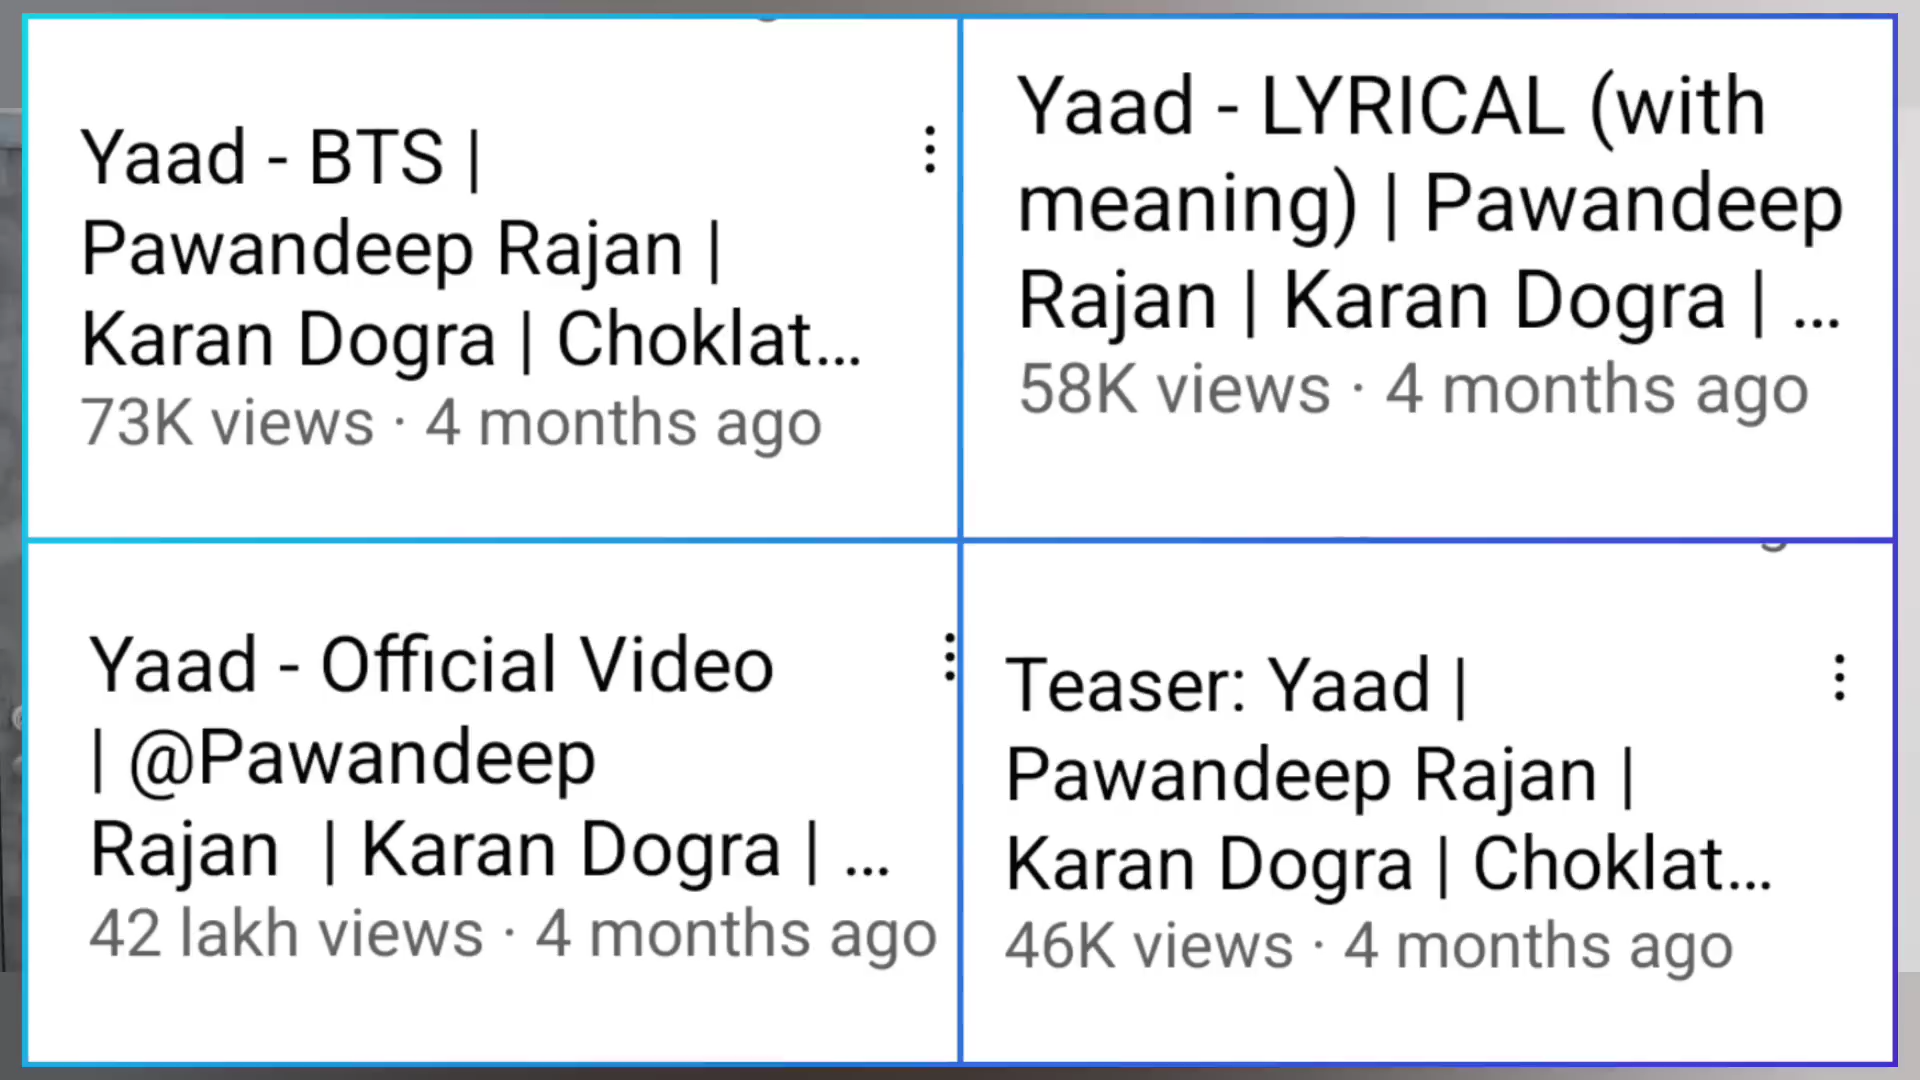 Yaad - BTS |
Pawandeep Rajan |
Karan Dogra | Choklat...
73K views · 4 months ago
Yaad - LYRICAL (with
meaning) | Pawandeep
Rajan | Karan Dogra | ...
58K views · 4 months ago
Yaad - Official Video
| @Pawandeep
Rajan | Karan Dogra | ...
42 lakh views · 4 months ago
Teaser: Yaad |
Pawandeep Rajan |
Karan Dogra | Choklat...
46K views · 4 months ago